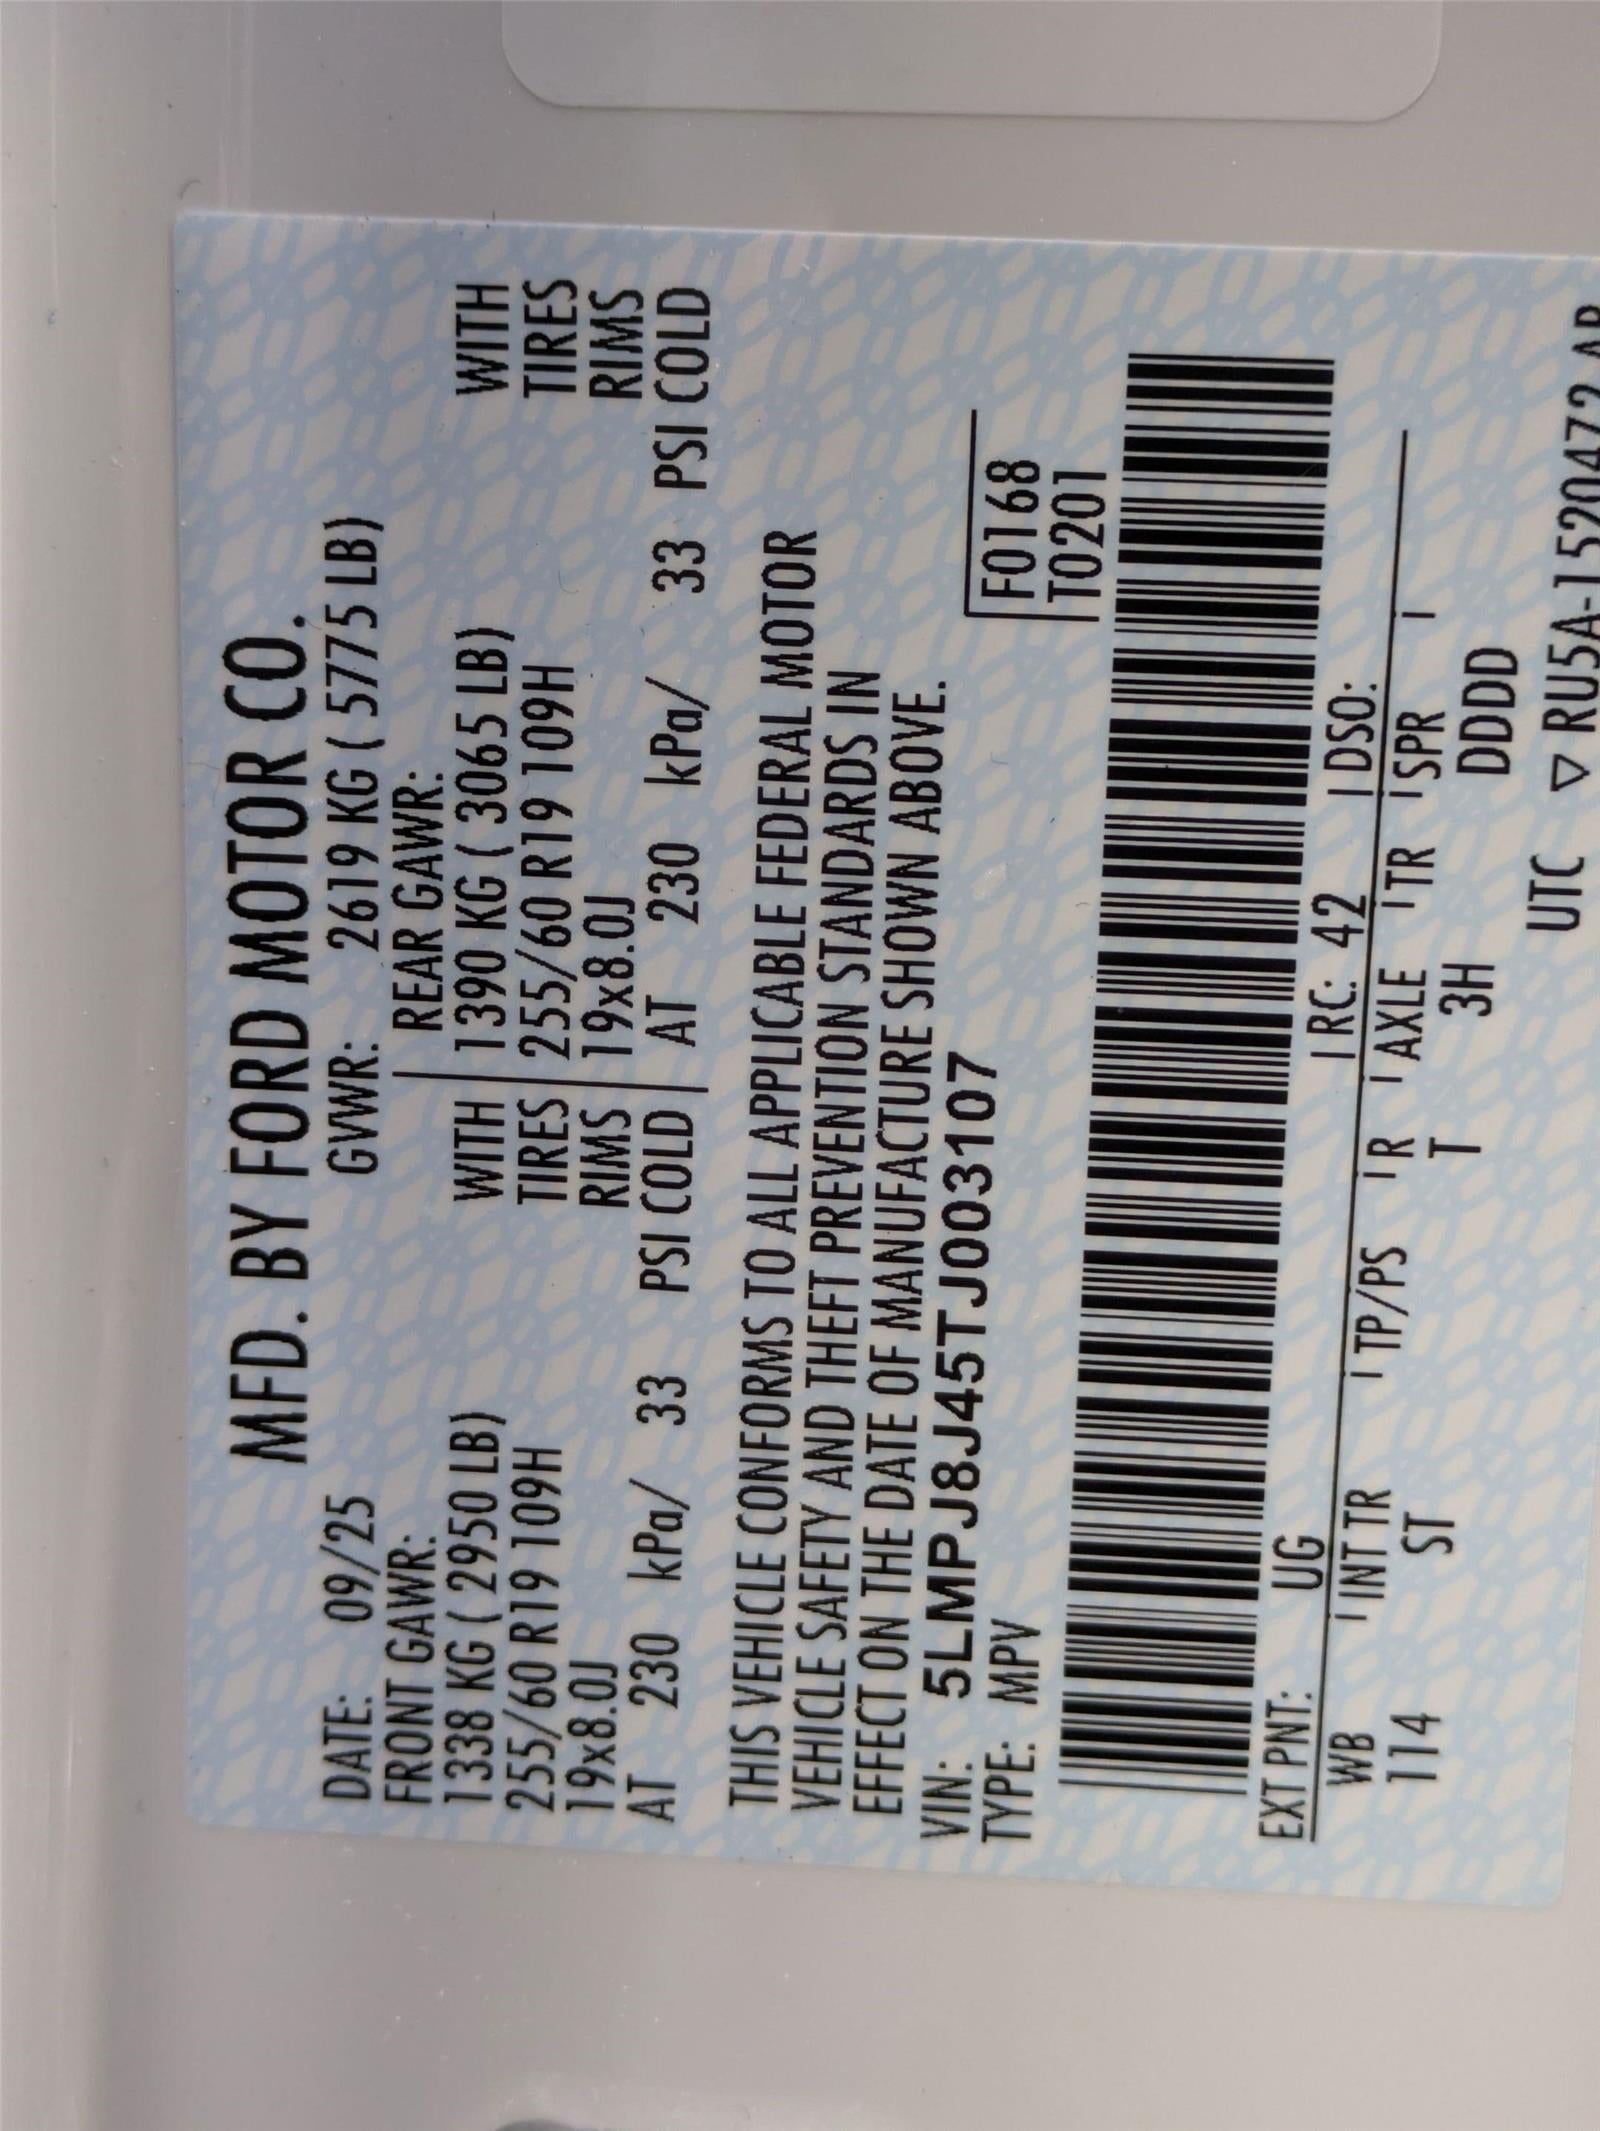 MFD. BY FORD MOTOR CO.
DATE: 09/25 GVWR: 2619 KG ( 5775 LB)
FRONT GAWR: REAR GAWR:
1338 KG ( 2950 LB) WITH 1390 KG ( 3065 LB) WITH
255/60 R19 109H TIRES 255/60 R19 109H TIRES
19x8.0J RIMS 19x8.0J RIMS
AT 230 kPa/ 33 PSI COLD AT 230 kPa/ 33 PSI COLD
THIS VEHICLE CONFORMS TO ALL APPLICABLE FEDERAL MOTOR
VEHICLE SAFETY AND THEFT PREVENTION STANDARDS IN
EFFECT ON THE DATE OF MANUFACTURE SHOWN ABOVE.
VIN: 5LMPJ8J45TJ003107
TYPE: MPV
F0168
T0201
EXT PNT: UG RC: 42 DSO:
WB INT TR TP/PS R AXLE TR SPR
114 ST T 3H DDDD
UTC ▽ RU5A-1520472-AB